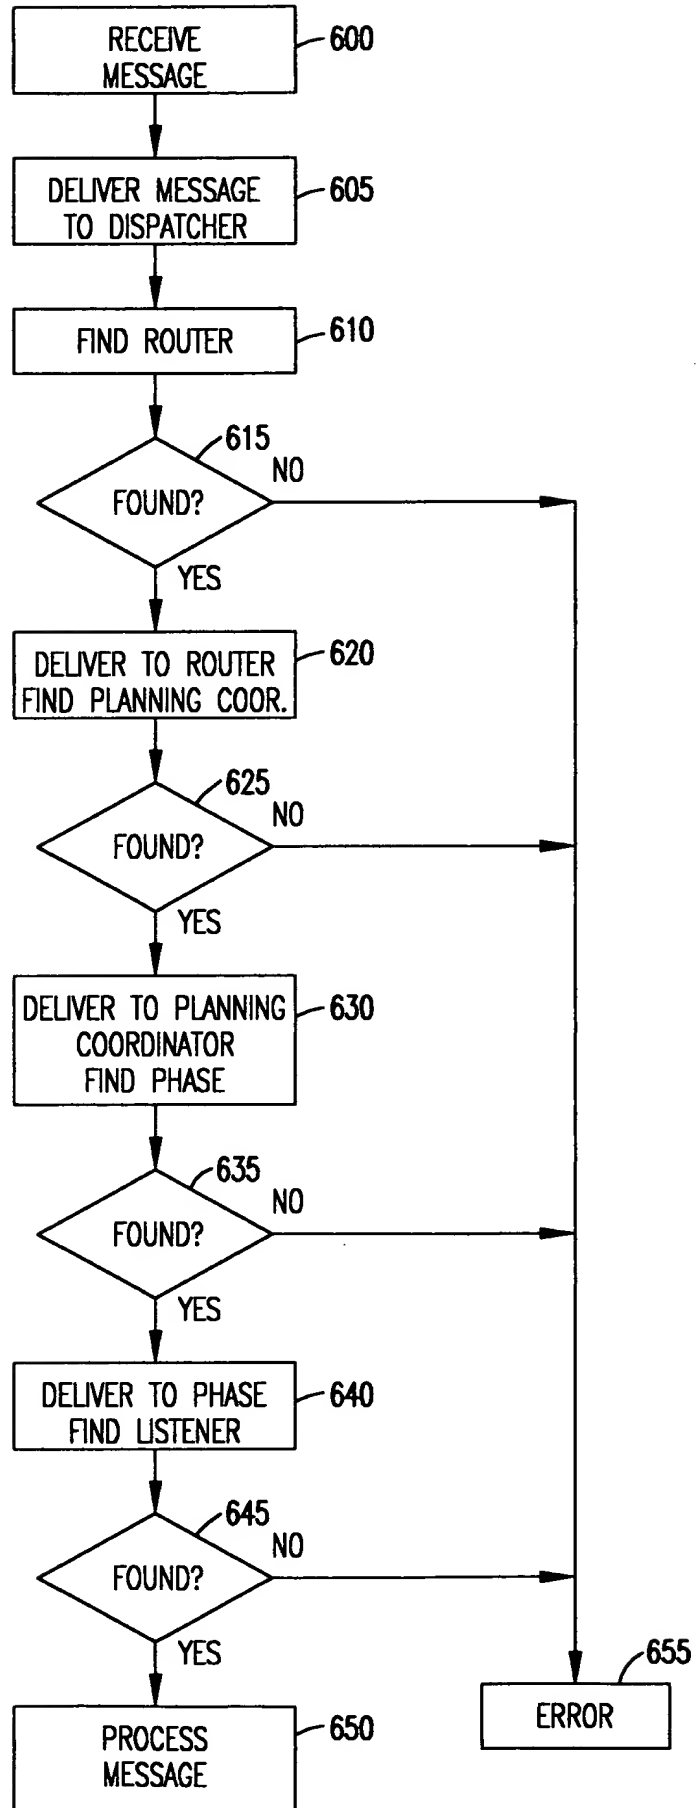 RECEIVE
MESSAGE
600
DELIVER MESSAGE
TO DISPATCHER
605
FIND ROUTER
610
615
FOUND?
NO
YES
DELIVER TO ROUTER
FIND PLANNING COOR.
620
625
FOUND?
NO
YES
DELIVER TO PLANNING
COORDINATOR
FIND PHASE
630
635
FOUND?
NO
YES
DELIVER TO PHASE
FIND LISTENER
640
645
FOUND?
NO
YES
PROCESS
MESSAGE
650
655
ERROR